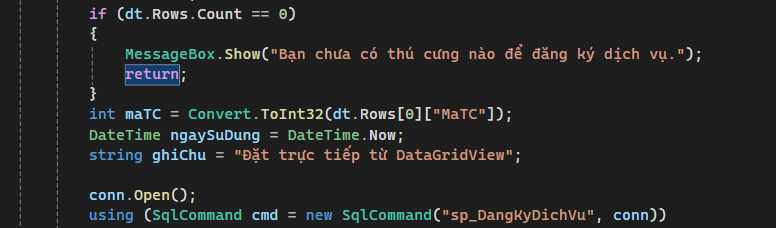 if (dt.Rows.Count == 0)
{
MessageBox.Show("Bạn chưa có thú cưng nào để đăng ký dịch vụ.");
return;
}
int maTC = Convert.ToInt32(dt.Rows[0]["MaTC"]);
DateTime ngaySuDung = DateTime.Now;
string ghiChu = "Đặt trực tiếp từ DataGridView";
conn.Open();
using (SqlCommand cmd = new SqlCommand("sp_DangKyDichVu", conn))